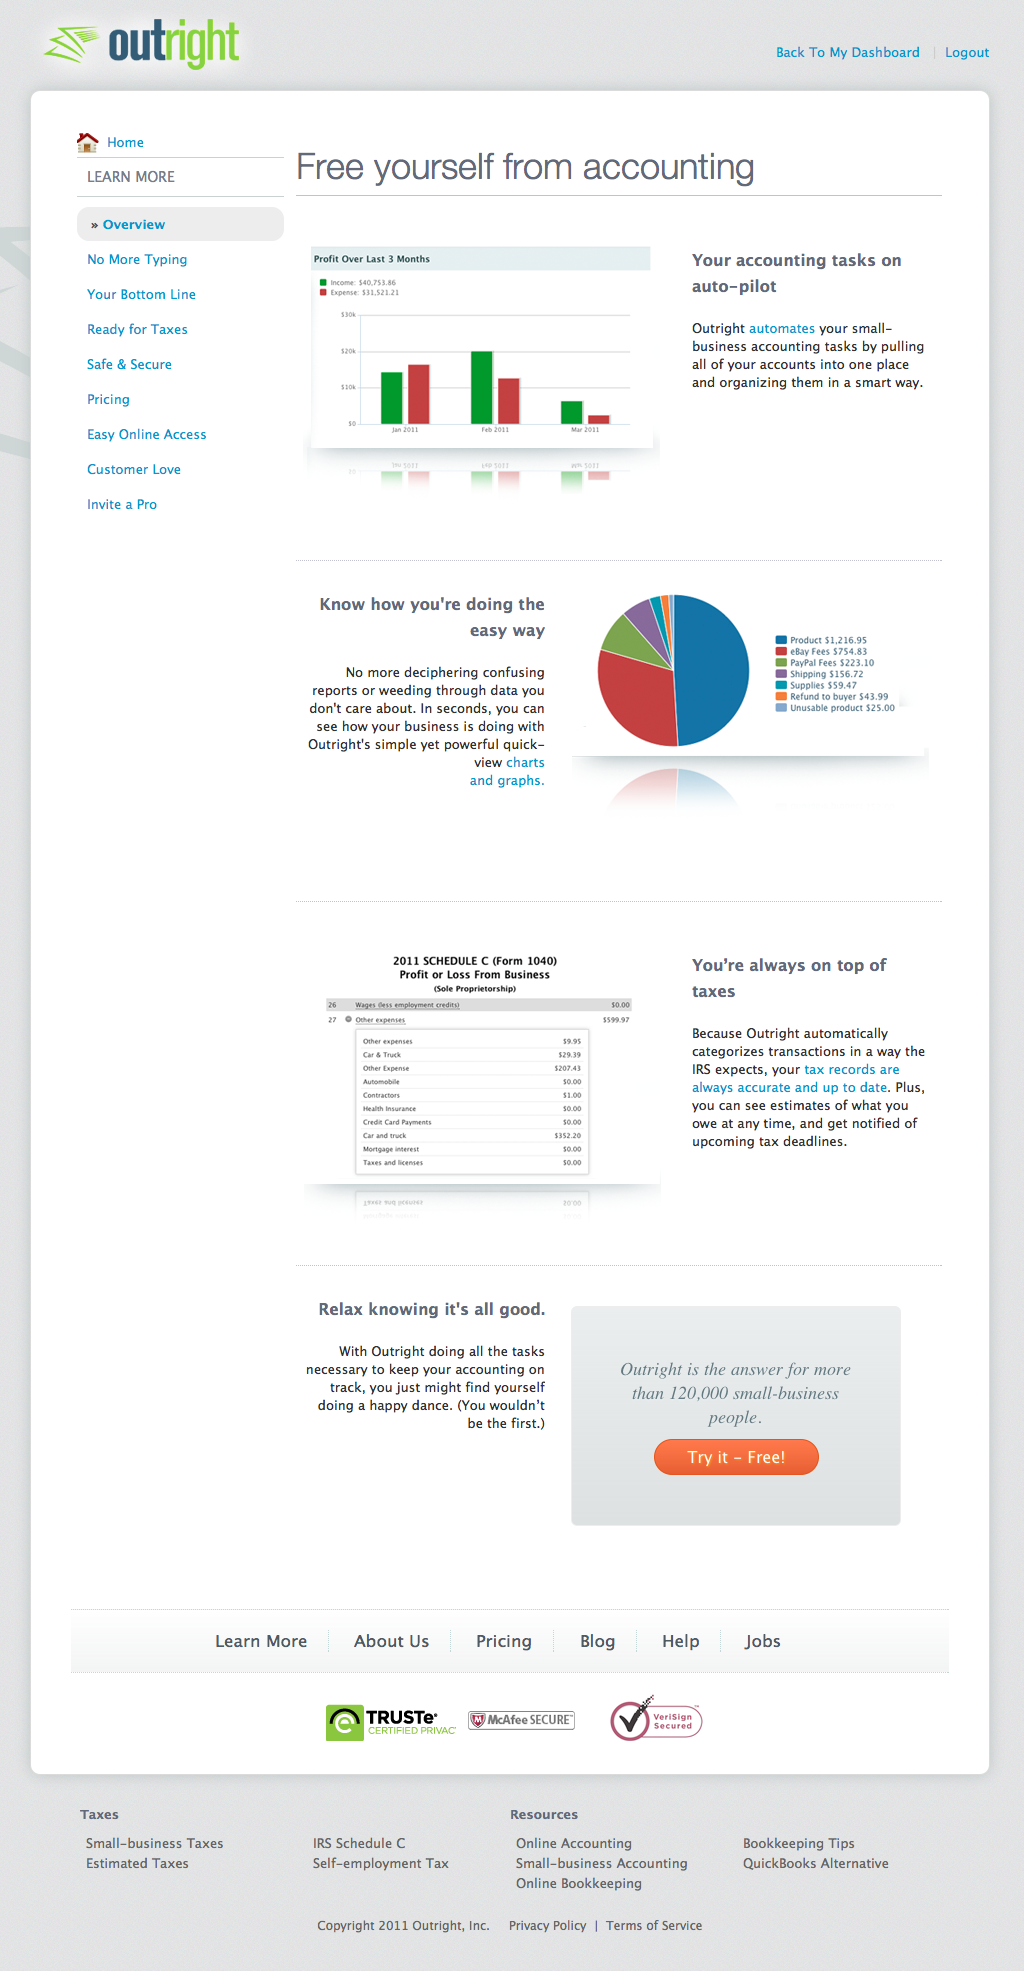 outright
Back To My Dashboard | Logout
Home
LEARN MORE
» Overview
No More Typing
Your Bottom Line
Ready for Taxes
Safe & Secure
Pricing
Easy Online Access
Customer Love
Invite a Pro
Free yourself from accounting
Profit Over Last 3 Months
Income: $40,753.86
Expense: $31,521.21
$30k
$20k
$10k
$0
Jan 2011 Feb 2011 Mar 2011
Your accounting tasks on
auto-pilot
Outright automates your small-
business accounting tasks by pulling
all of your accounts into one place
and organizing them in a smart way.
Know how you're doing the
easy way
No more deciphering confusing
reports or weeding through data you
don't care about. In seconds, you can
see how your business is doing with
Outright's simple yet powerful quick-
view charts
and graphs.
Product $1,216.95
eBay Fees $754.83
PayPal Fees $223.10
Shipping $156.72
Supplies $59.47
Refund to buyer $43.99
Unusable product $25.00
2011 SCHEDULE C (Form 1040)
Profit or Loss From Business
(Sole Proprietorship)
26 Wages (less employment credits) $0.00
27 Other expenses $599.97
Other expenses $9.95
Car & Truck $29.39
Other Expense $207.43
Automobile $0.00
Contractors $1.00
Health Insurance $0.00
Credit Card Payments $0.00
Car and truck $352.20
Mortgage interest $0.00
Taxes and licenses $0.00
You’re always on top of
taxes
Because Outright automatically
categorizes transactions in a way the
IRS expects, your tax records are
always accurate and up to date. Plus,
you can see estimates of what you
owe at any time, and get notified of
upcoming tax deadlines.
Relax knowing it's all good.
With Outright doing all the tasks
necessary to keep your accounting on
track, you just might find yourself
doing a happy dance. (You wouldn’t
be the first.)
Outright is the answer for more
than 120,000 small-business
people.
Try it – Free!
Learn More About Us Pricing Blog Help Jobs
TRUSTe
CERTIFIED PRIVAC
McAfee SECURE™
VeriSign™
Secured
Taxes
Small-business Taxes
Estimated Taxes
IRS Schedule C
Self-employment Tax
Resources
Online Accounting
Small-business Accounting
Online Bookkeeping
Bookkeeping Tips
QuickBooks Alternative
Copyright 2011 Outright, Inc. Privacy Policy | Terms of Service